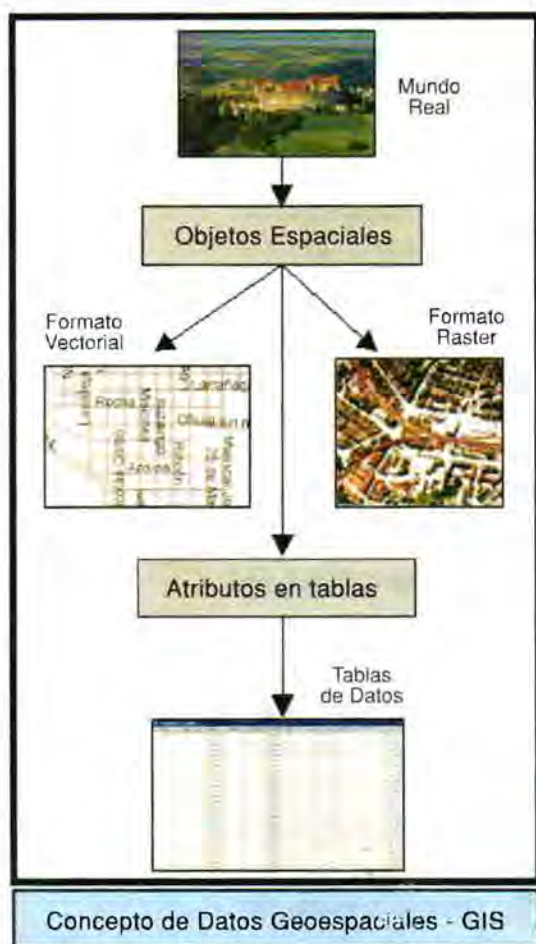 Mundo
Real
Objetos Espaciales
Formato
Vectorial
Formato
Raster
Rocha
Atributos en tablas
Tablas
de Datos
Concepto de Datos Geoespaciales - GIS